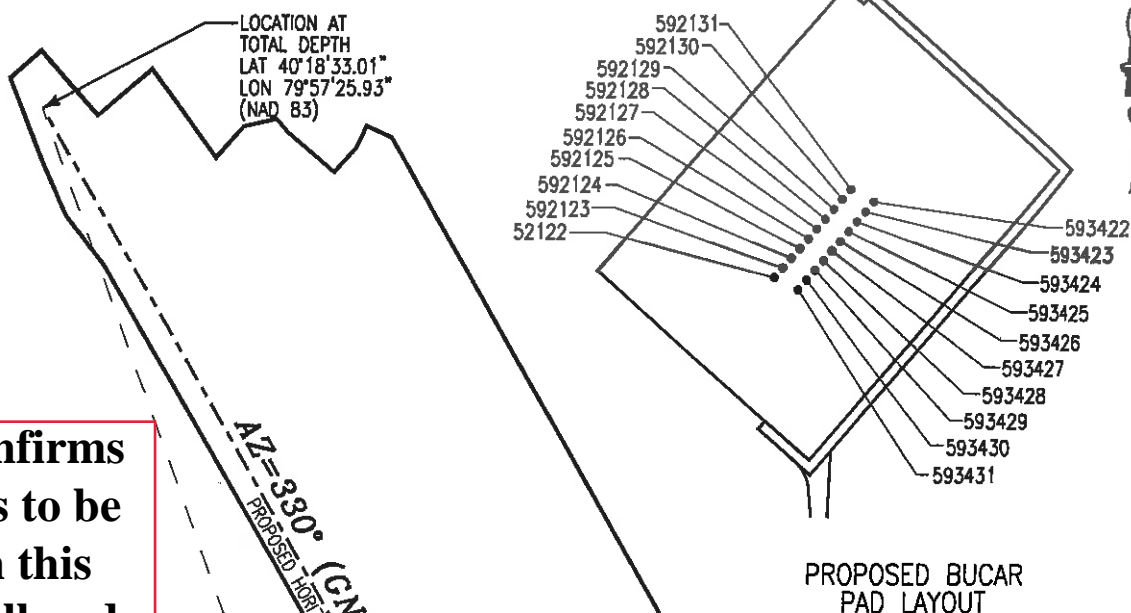 LOCATION AT
TOTAL DEPTH
LAT 40°18'33.01"
LON 79°57'25.93"
(NAD 83)
592131
592130
592129
592128
592127
592126
592125
592124
592123
52122
593422
593423
593424
593425
593426
593427
593428
593429
593430
593431
AZ=330° (GN
PROPOSED HORI
nfirms
s to be
this
PROPOSED BUCAR
PAD LAYOUT